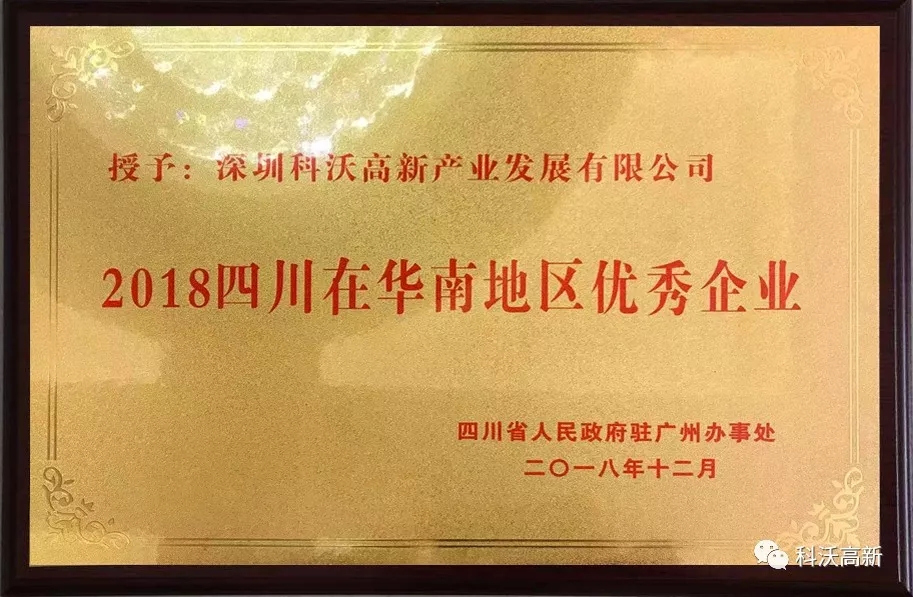 授予：深圳科沃高新产业发展有限公司
2018四川在华南地区优秀企业
四川省人民政府驻广州办事处
二〇一八年十二月
科沃高新